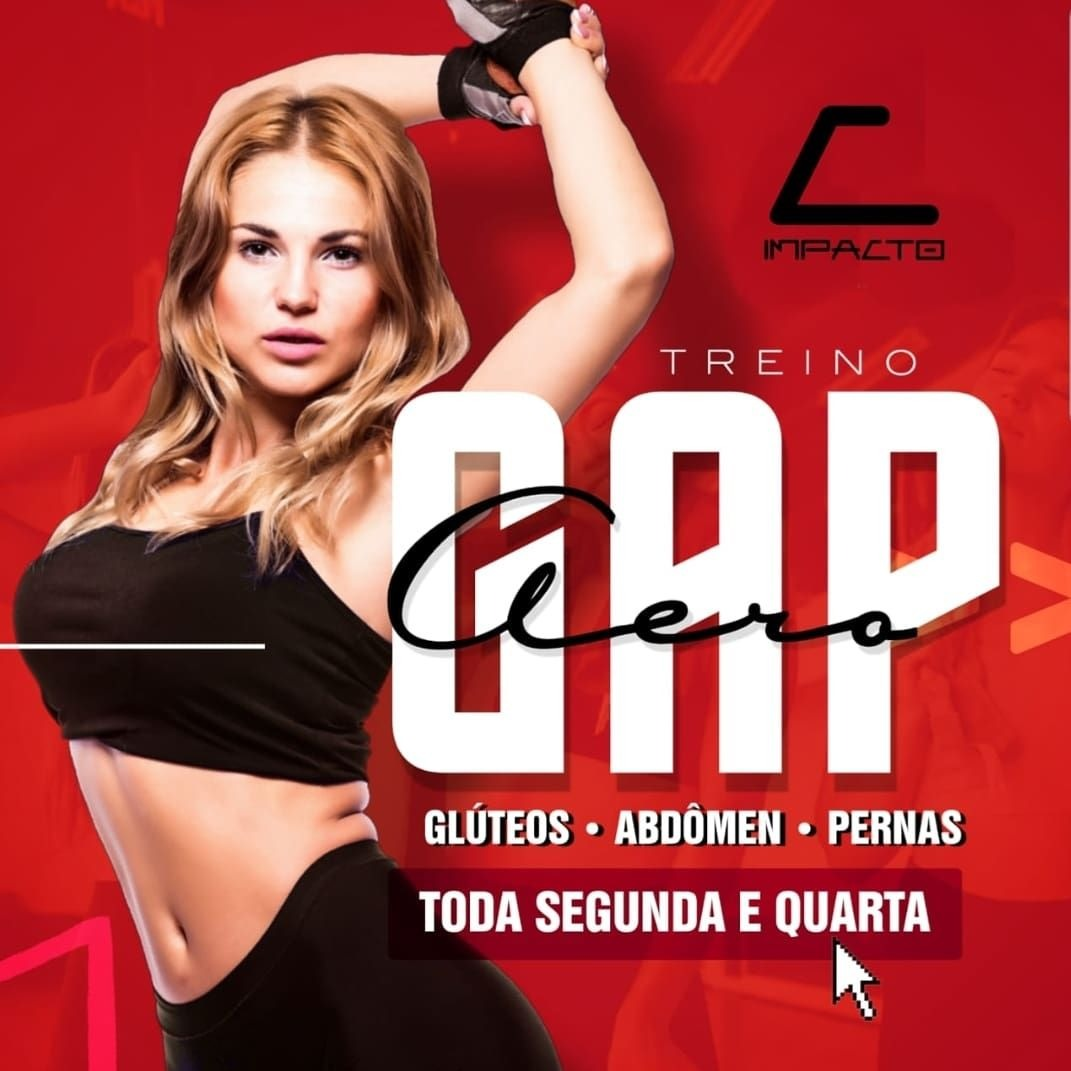 IMPACTO
TREINO
GAP
Aero
GLÚTEOS • ABDÔMEN • PERNAS
TODA SEGUNDA E QUARTA